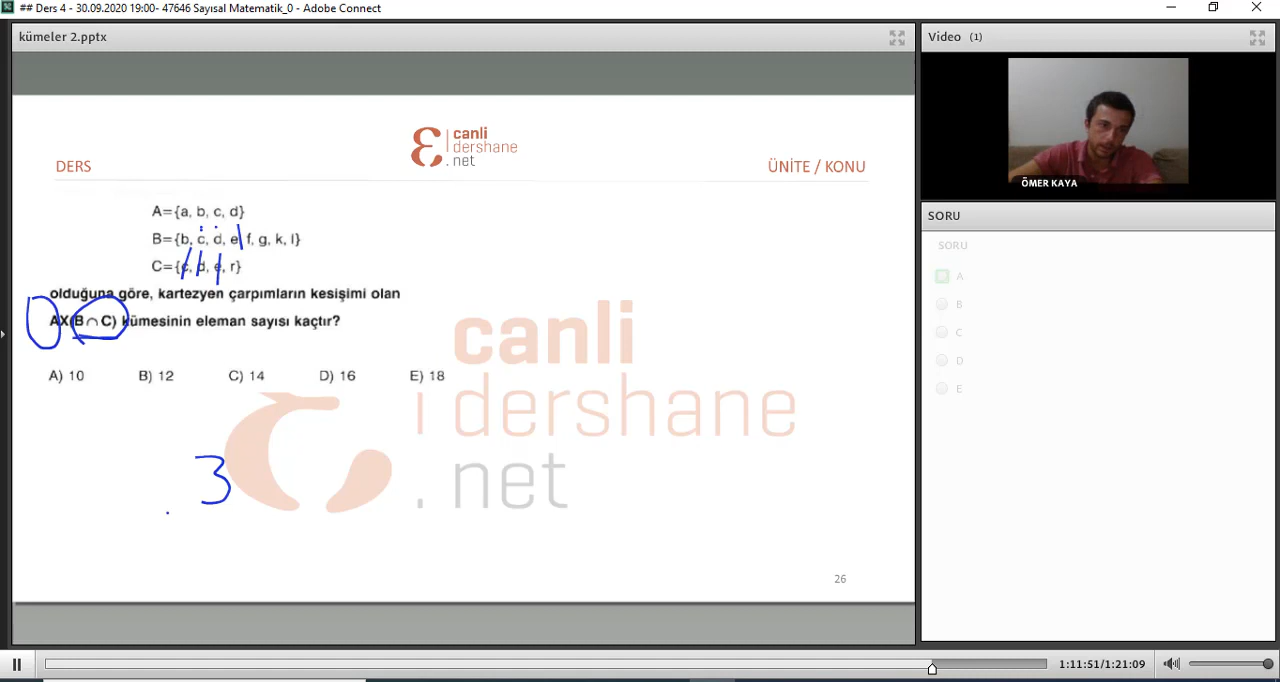 ## Ders 4 - 30.09.2020 19:00- 47646 Sayısal Matematik_0 - Adobe Connect
kümeler 2.pptx
Video (1)
canli
dershane
.net
DERS
ÜNİTE / KONU
ÖMER KAYA
SORU
SORU
A
B
C
D
E
A={a, b, c, d}
B={b, c, d, e, f, g, k, l}
C={c, d, e, r}
olduğuna göre, kartezyen çarpımların kesişimi olan
AX(B∩C) kümesinin eleman sayısı kaçtır?
A) 10 B) 12 C) 14 D) 16 E) 18
canli
dershane
.net
. 3
26
1:11:51/1:21:09